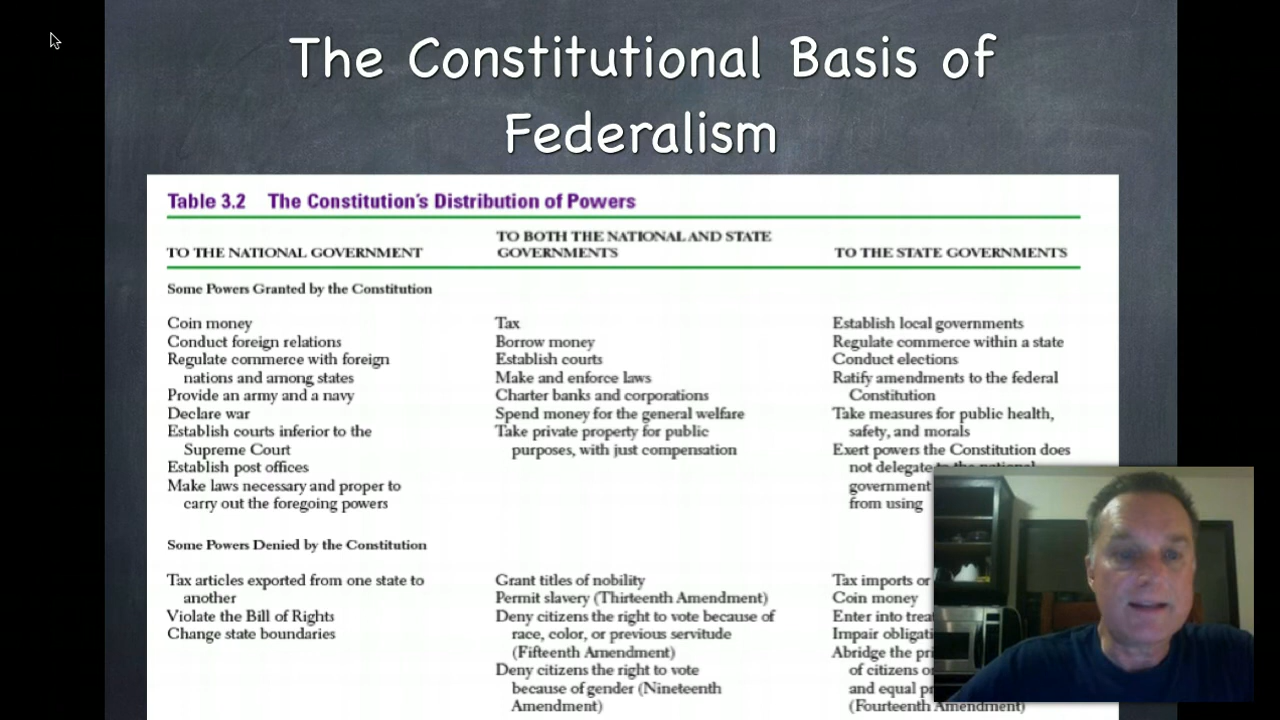 The Constitutional Basis of
Federalism
Table 3.2 The Constitution's Distribution of Powers
TO THE NATIONAL GOVERNMENT
TO BOTH THE NATIONAL AND STATE
GOVERNMENTS
TO THE STATE GOVERNMENTS
Some Powers Granted by the Constitution
Coin money
Conduct foreign relations
Regulate commerce with foreign
nations and among states
Provide an army and a navy
Declare war
Establish courts inferior to the
Supreme Court
Establish post offices
Make laws necessary and proper to
carry out the foregoing powers
Tax
Borrow money
Establish courts
Make and enforce laws
Charter banks and corporations
Spend money for the general welfare
Take private property for public
purposes, with just compensation
Establish local governments
Regulate commerce within a state
Conduct elections
Ratify amendments to the federal
Constitution
Take measures for public health,
safety, and morals
Exert powers the Constitution does
not delegate to the national
government
from using
Some Powers Denied by the Constitution
Tax articles exported from one state to
another
Violate the Bill of Rights
Change state boundaries
Grant titles of nobility
Permit slavery (Thirteenth Amendment)
Deny citizens the right to vote because of
race, color, or previous servitude
(Fifteenth Amendment)
Deny citizens the right to vote
because of gender (Nineteenth
Amendment)
Tax imports or
Coin money
Enter into
Impair
Abridge the
of citizens
and equal
(Fourteenth Amendment)